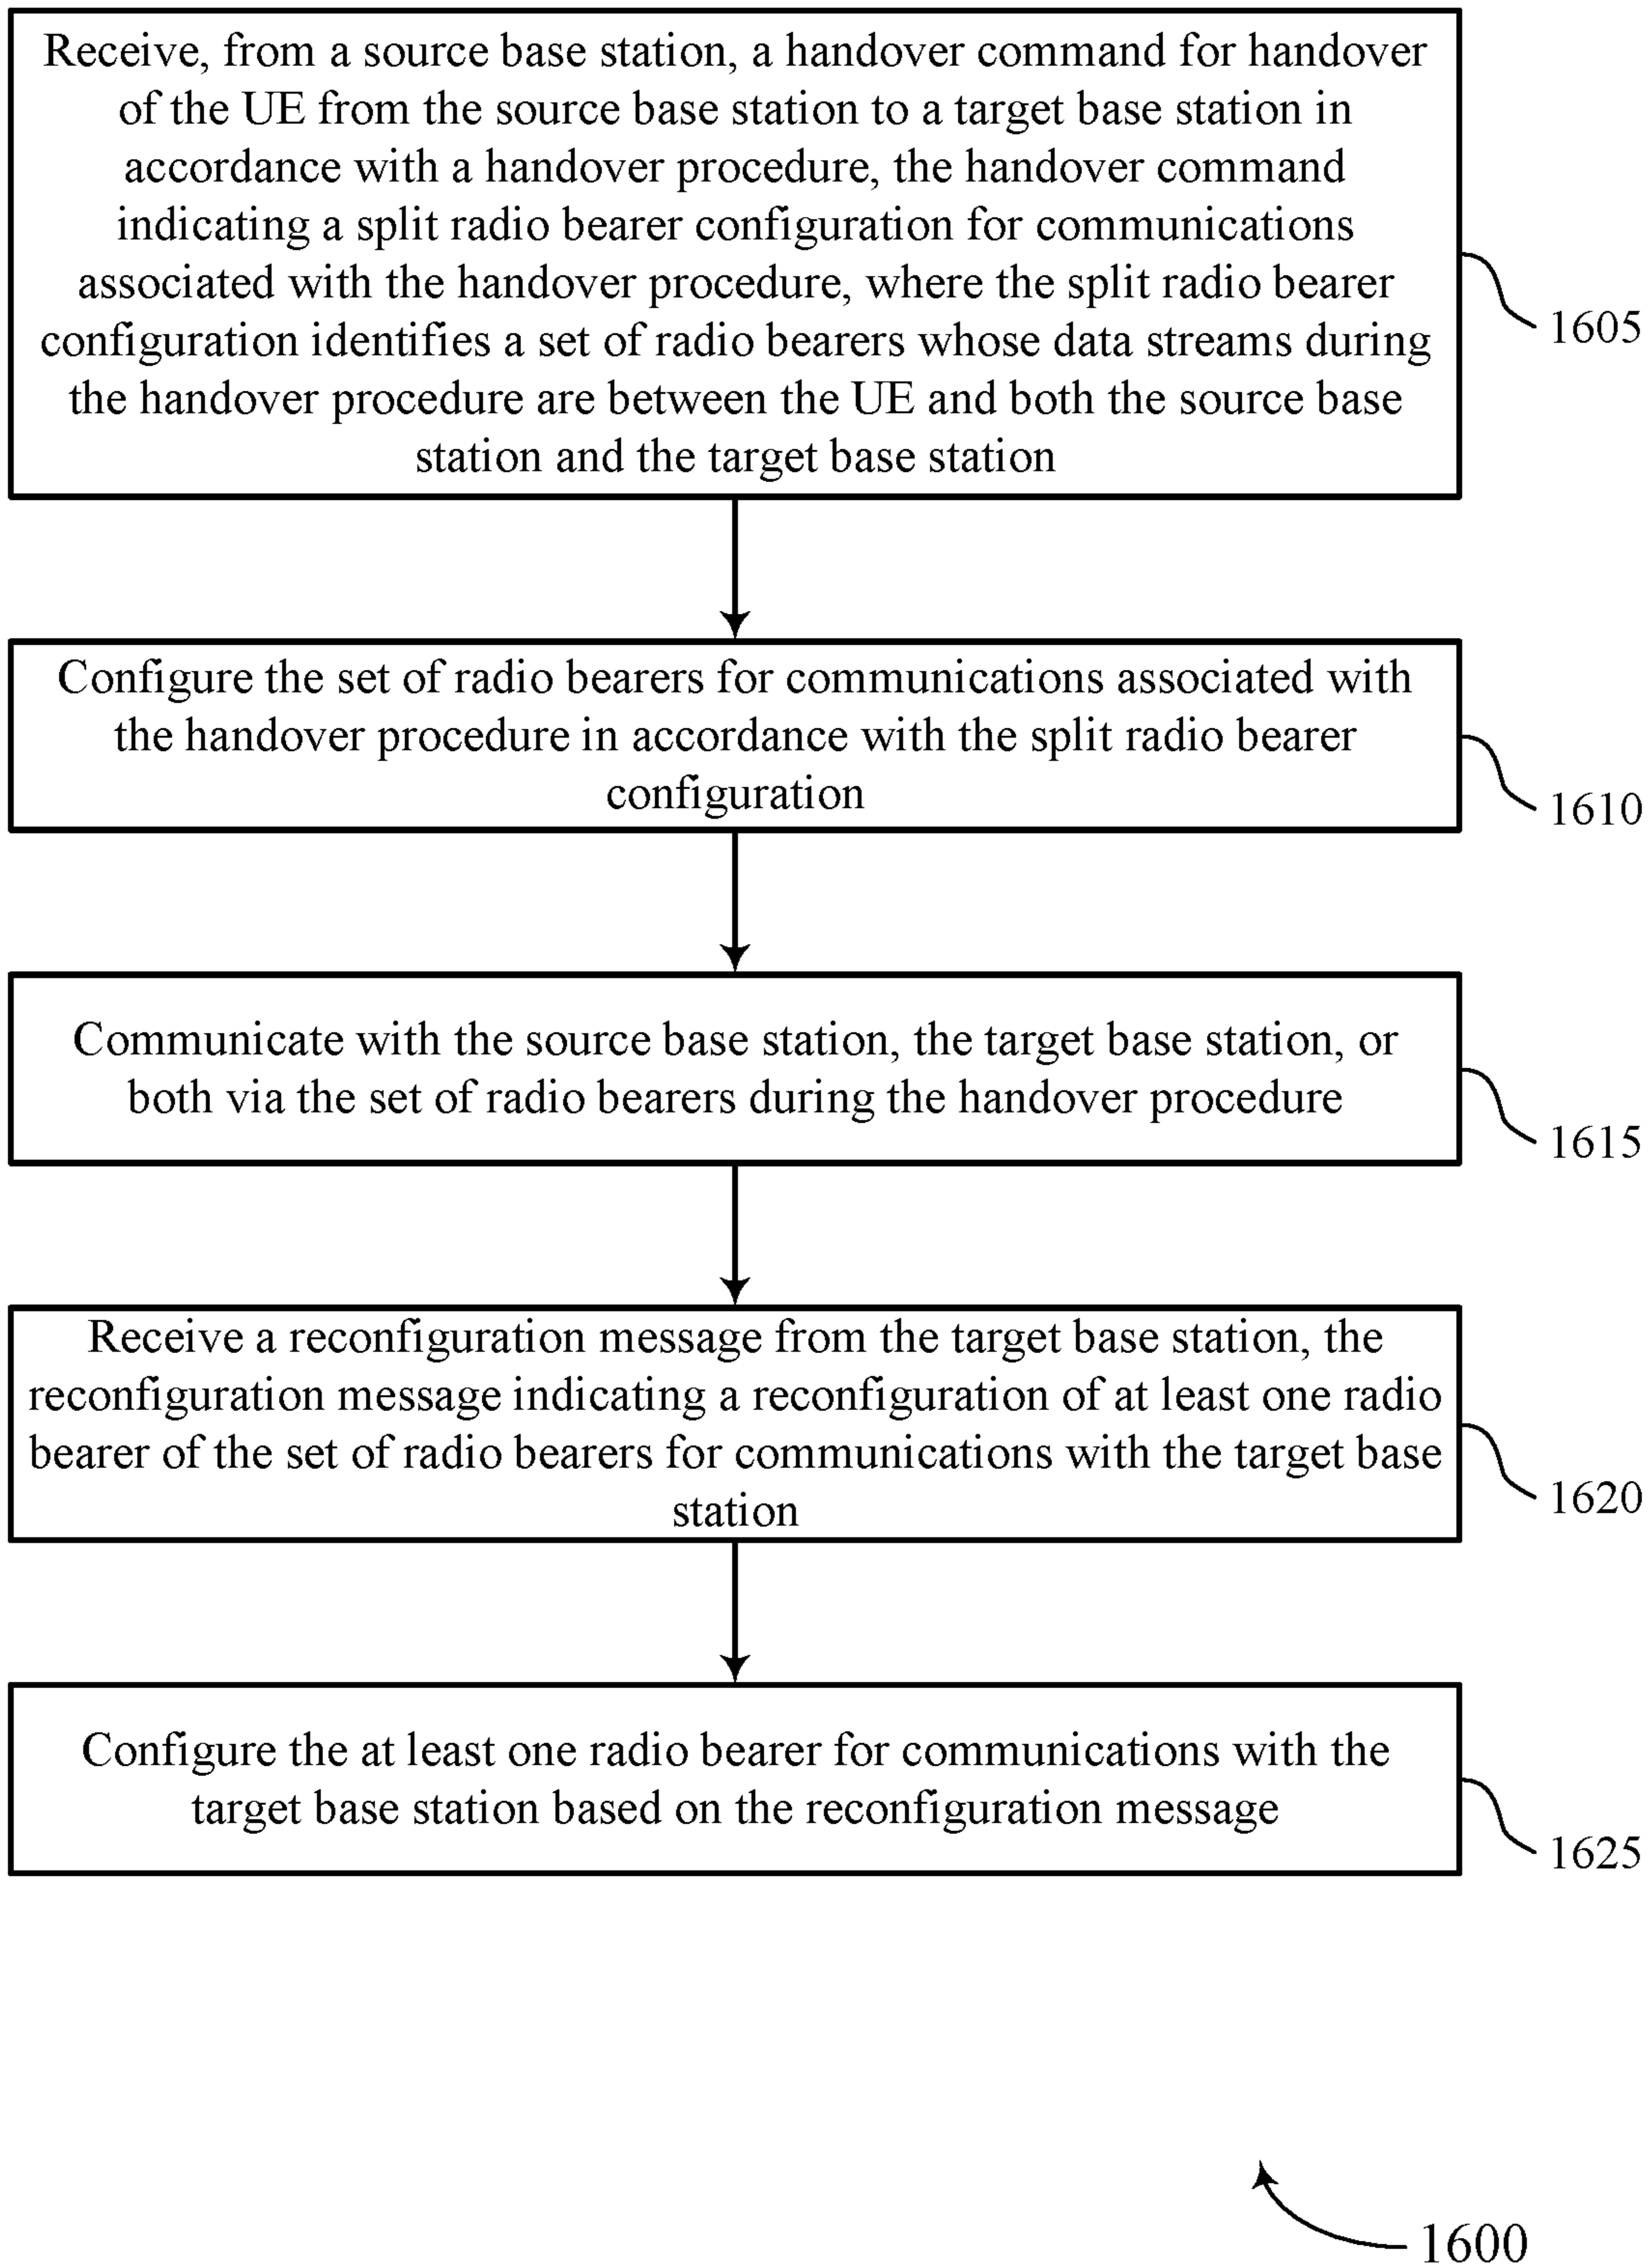 Receive, from a source base station, a handover command for handover
of the UE from the source base station to a target base station in
accordance with a handover procedure, the handover command
indicating a split radio bearer configuration for communications
associated with the handover procedure, where the split radio bearer
configuration identifies a set of radio bearers whose data streams during
the handover procedure are between the UE and both the source base
station and the target base station
1605
Configure the set of radio bearers for communications associated with
the handover procedure in accordance with the split radio bearer
configuration
1610
Communicate with the source base station, the target base station, or
both via the set of radio bearers during the handover procedure
1615
Receive a reconfiguration message from the target base station, the
reconfiguration message indicating a reconfiguration of at least one radio
bearer of the set of radio bearers for communications with the target base
station
1620
Configure the at least one radio bearer for communications with the
target base station based on the reconfiguration message
1625
1600